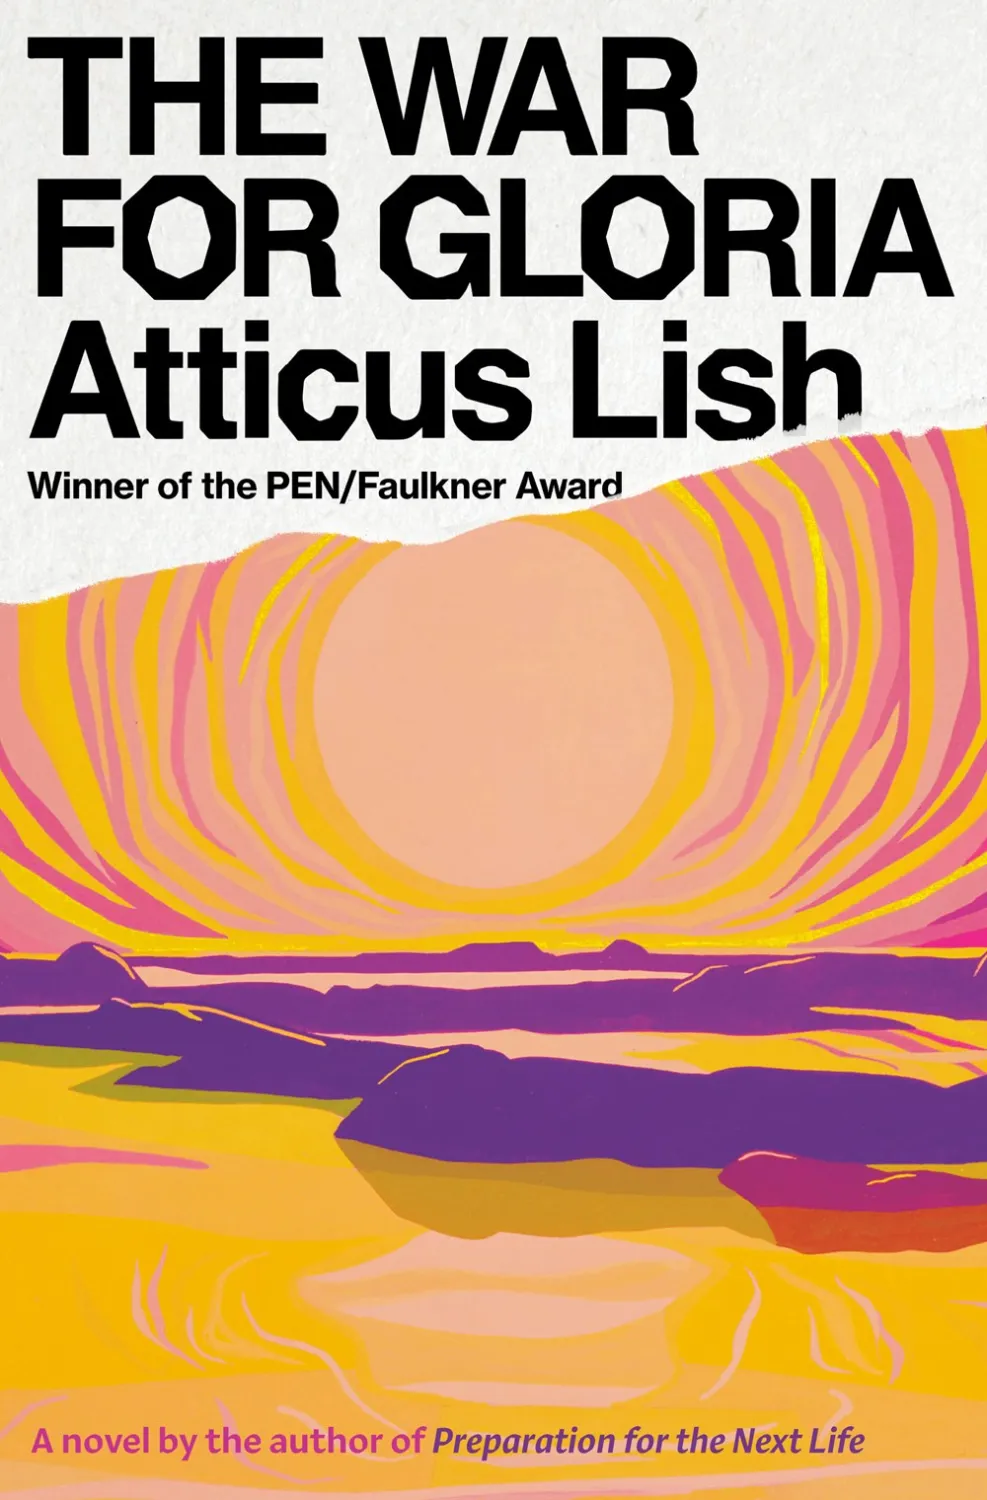 THE WAR
FOR GLORIA
Atticus Lish
Winner of the PEN/Faulkner Award
A novel by the author of Preparation for the Next Life